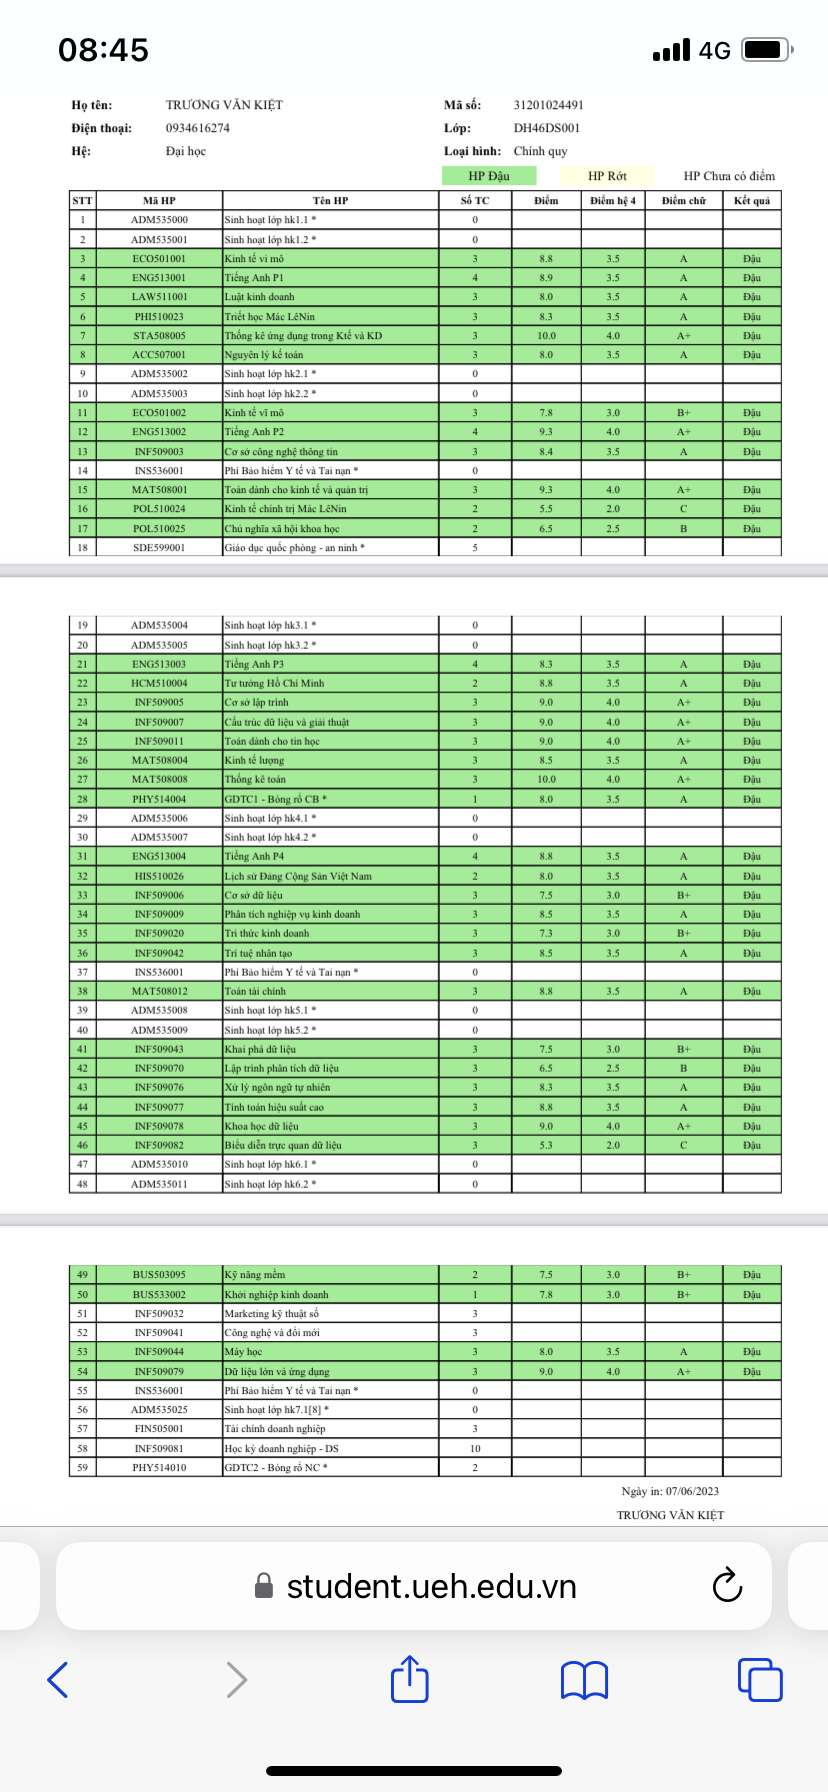 08:45 4G
Họ tên: TRƯƠNG VĂN KIỆT Mã số: 31201024491
Điện thoại: 0934616274 Lớp: DH46DS001
Hệ: Đại học Loại hình: Chính quy
HP Đậu HP Rớt HP Chưa có điểm
STT Mã HP Tên HP Số TC Điểm Điểm hệ 4 Điểm chữ Kết quả
1 ADM535000 Sinh hoạt lớp hk1.1 * 0
2 ADM535001 Sinh hoạt lớp hk1.2 * 0
3 ECO501001 Kinh tế vi mô 3 8.8 3.5 A Đậu
4 ENG513001 Tiếng Anh P1 4 8.9 3.5 A Đậu
5 LAW511001 Luật kinh doanh 3 8.0 3.5 A Đậu
6 PHI510023 Triết học Mác LêNin 3 8.3 3.5 A Đậu
7 STA508005 Thống kê ứng dụng trong Ktế và KD 3 10.0 4.0 A+ Đậu
8 ACC507001 Nguyên lý kế toán 3 8.0 3.5 A Đậu
9 ADM535002 Sinh hoạt lớp hk2.1 * 0
10 ADM535003 Sinh hoạt lớp hk2.2 * 0
11 ECO501002 Kinh tế vĩ mô 3 7.8 3.0 B+ Đậu
12 ENG513002 Tiếng Anh P2 4 9.3 4.0 A+ Đậu
13 INF509003 Cơ sở công nghệ thông tin 3 8.4 3.5 A Đậu
14 INS536001 Phí Bảo hiểm Y tế và Tai nạn * 0
15 MAT508001 Toán dành cho kinh tế và quản trị 3 9.3 4.0 A+ Đậu
16 POL510024 Kinh tế chính trị Mác LêNin 2 5.5 2.0 C Đậu
17 POL510025 Chủ nghĩa xã hội khoa học 2 6.5 2.5 B Đậu
18 SDE599001 Giáo dục quốc phòng - an ninh * 5
19 ADM535004 Sinh hoạt lớp hk3.1 * 0
20 ADM535005 Sinh hoạt lớp hk3.2 * 0
21 ENG513003 Tiếng Anh P3 4 8.3 3.5 A Đậu
22 HCM510004 Tư tưởng Hồ Chí Minh 2 8.8 3.5 A Đậu
23 INF509005 Cơ sở lập trình 3 9.0 4.0 A+ Đậu
24 INF509007 Cấu trúc dữ liệu và giải thuật 3 9.0 4.0 A+ Đậu
25 INF509011 Toán dành cho tin học 3 9.0 4.0 A+ Đậu
26 MAT508004 Kinh tế lượng 3 8.5 3.5 A Đậu
27 MAT508008 Thống kê toán 3 10.0 4.0 A+ Đậu
28 PHY514004 GDTC1 - Bóng rổ CB * 1 8.0 3.5 A Đậu
29 ADM535006 Sinh hoạt lớp hk4.1 * 0
30 ADM535007 Sinh hoạt lớp hk4.2 * 0
31 ENG513004 Tiếng Anh P4 4 8.8 3.5 A Đậu
32 HIS510026 Lịch sử Đảng Cộng Sản Việt Nam 2 8.0 3.5 A Đậu
33 INF509006 Cơ sở dữ liệu 3 7.5 3.0 B+ Đậu
34 INF509009 Phân tích nghiệp vụ kinh doanh 3 8.5 3.5 A Đậu
35 INF509020 Tri thức kinh doanh 3 7.3 3.0 B+ Đậu
36 INF509042 Trí tuệ nhân tạo 3 8.5 3.5 A Đậu
37 INS536001 Phí Bảo hiểm Y tế và Tai nạn * 0
38 MAT508012 Toán tài chính 3 8.8 3.5 A Đậu
39 ADM535008 Sinh hoạt lớp hk5.1 * 0
40 ADM535009 Sinh hoạt lớp hk5.2 * 0
41 INF509043 Khai phá dữ liệu 3 7.5 3.0 B+ Đậu
42 INF509070 Lập trình phân tích dữ liệu 3 6.5 2.5 B Đậu
43 INF509076 Xử lý ngôn ngữ tự nhiên 3 8.3 3.5 A Đậu
44 INF509077 Tính toán hiệu suất cao 3 8.8 3.5 A Đậu
45 INF509078 Khoa học dữ liệu 3 9.0 4.0 A+ Đậu
46 INF509082 Biểu diễn trực quan dữ liệu 3 5.3 2.0 C Đậu
47 ADM535010 Sinh hoạt lớp hk6.1 * 0
48 ADM535011 Sinh hoạt lớp hk6.2 * 0
49 BUS503095 Kỹ năng mềm 2 7.5 3.0 B+ Đậu
50 BUS533002 Khởi nghiệp kinh doanh 1 7.8 3.0 B+ Đậu
51 INF509032 Marketing kỹ thuật số 3
52 INF509041 Công nghệ và đổi mới 3
53 INF509044 Máy học 3 8.0 3.5 A Đậu
54 INF509079 Dữ liệu lớn và ứng dụng 3 9.0 4.0 A+ Đậu
55 INS536001 Phí Bảo hiểm Y tế và Tai nạn * 0
56 ADM535025 Sinh hoạt lớp hk7.1[8] * 0
57 FIN505001 Tài chính doanh nghiệp 3
58 INF509081 Học kỳ doanh nghiệp - DS 10
59 PHY514010 GDTC2 - Bóng rổ NC * 2
Ngày in: 07/06/2023
TRƯƠNG VĂN KIỆT
student.ueh.edu.vn